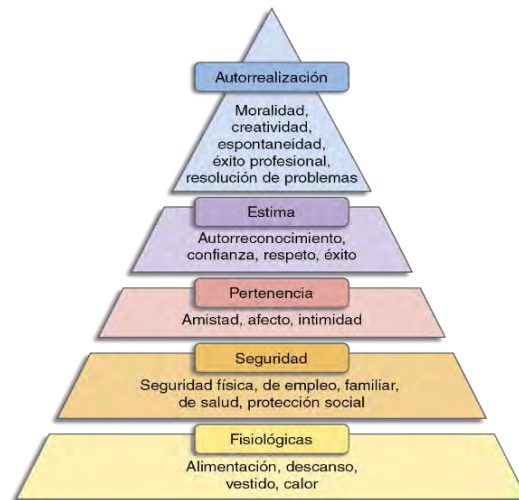 Autorrealización
Moralidad,
creatividad,
espontaneidad,
éxito profesional,
resolución de problemas
Estima
Autorreconocimiento,
confianza, respeto, éxito
Pertenencia
Amistad, afecto, intimidad
Seguridad
Seguridad física, de empleo, familiar,
de salud, protección social
Fisiológicas
Alimentación, descanso,
vestido, calor